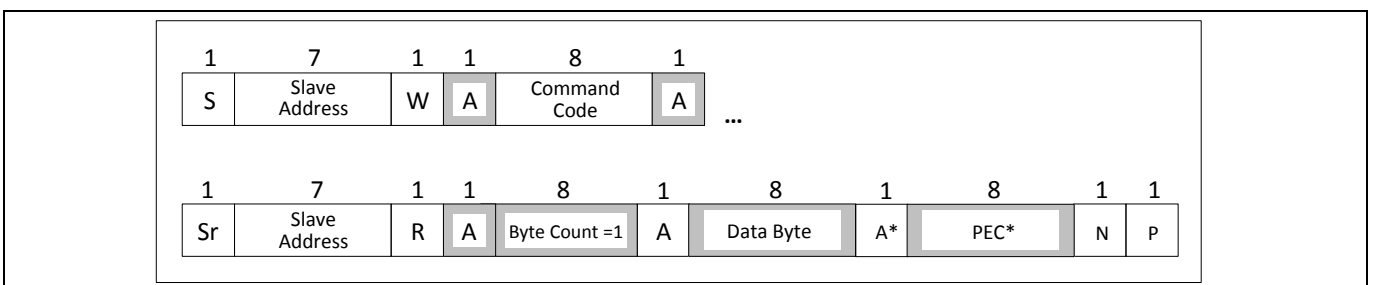 1 7 1 1 8 1
S Slave Address W A Command Code A ...
1 7 1 1 8 1 8 1 8 1 1
Sr Slave Address R A Byte Count =1 A Data Byte A* PEC* N P